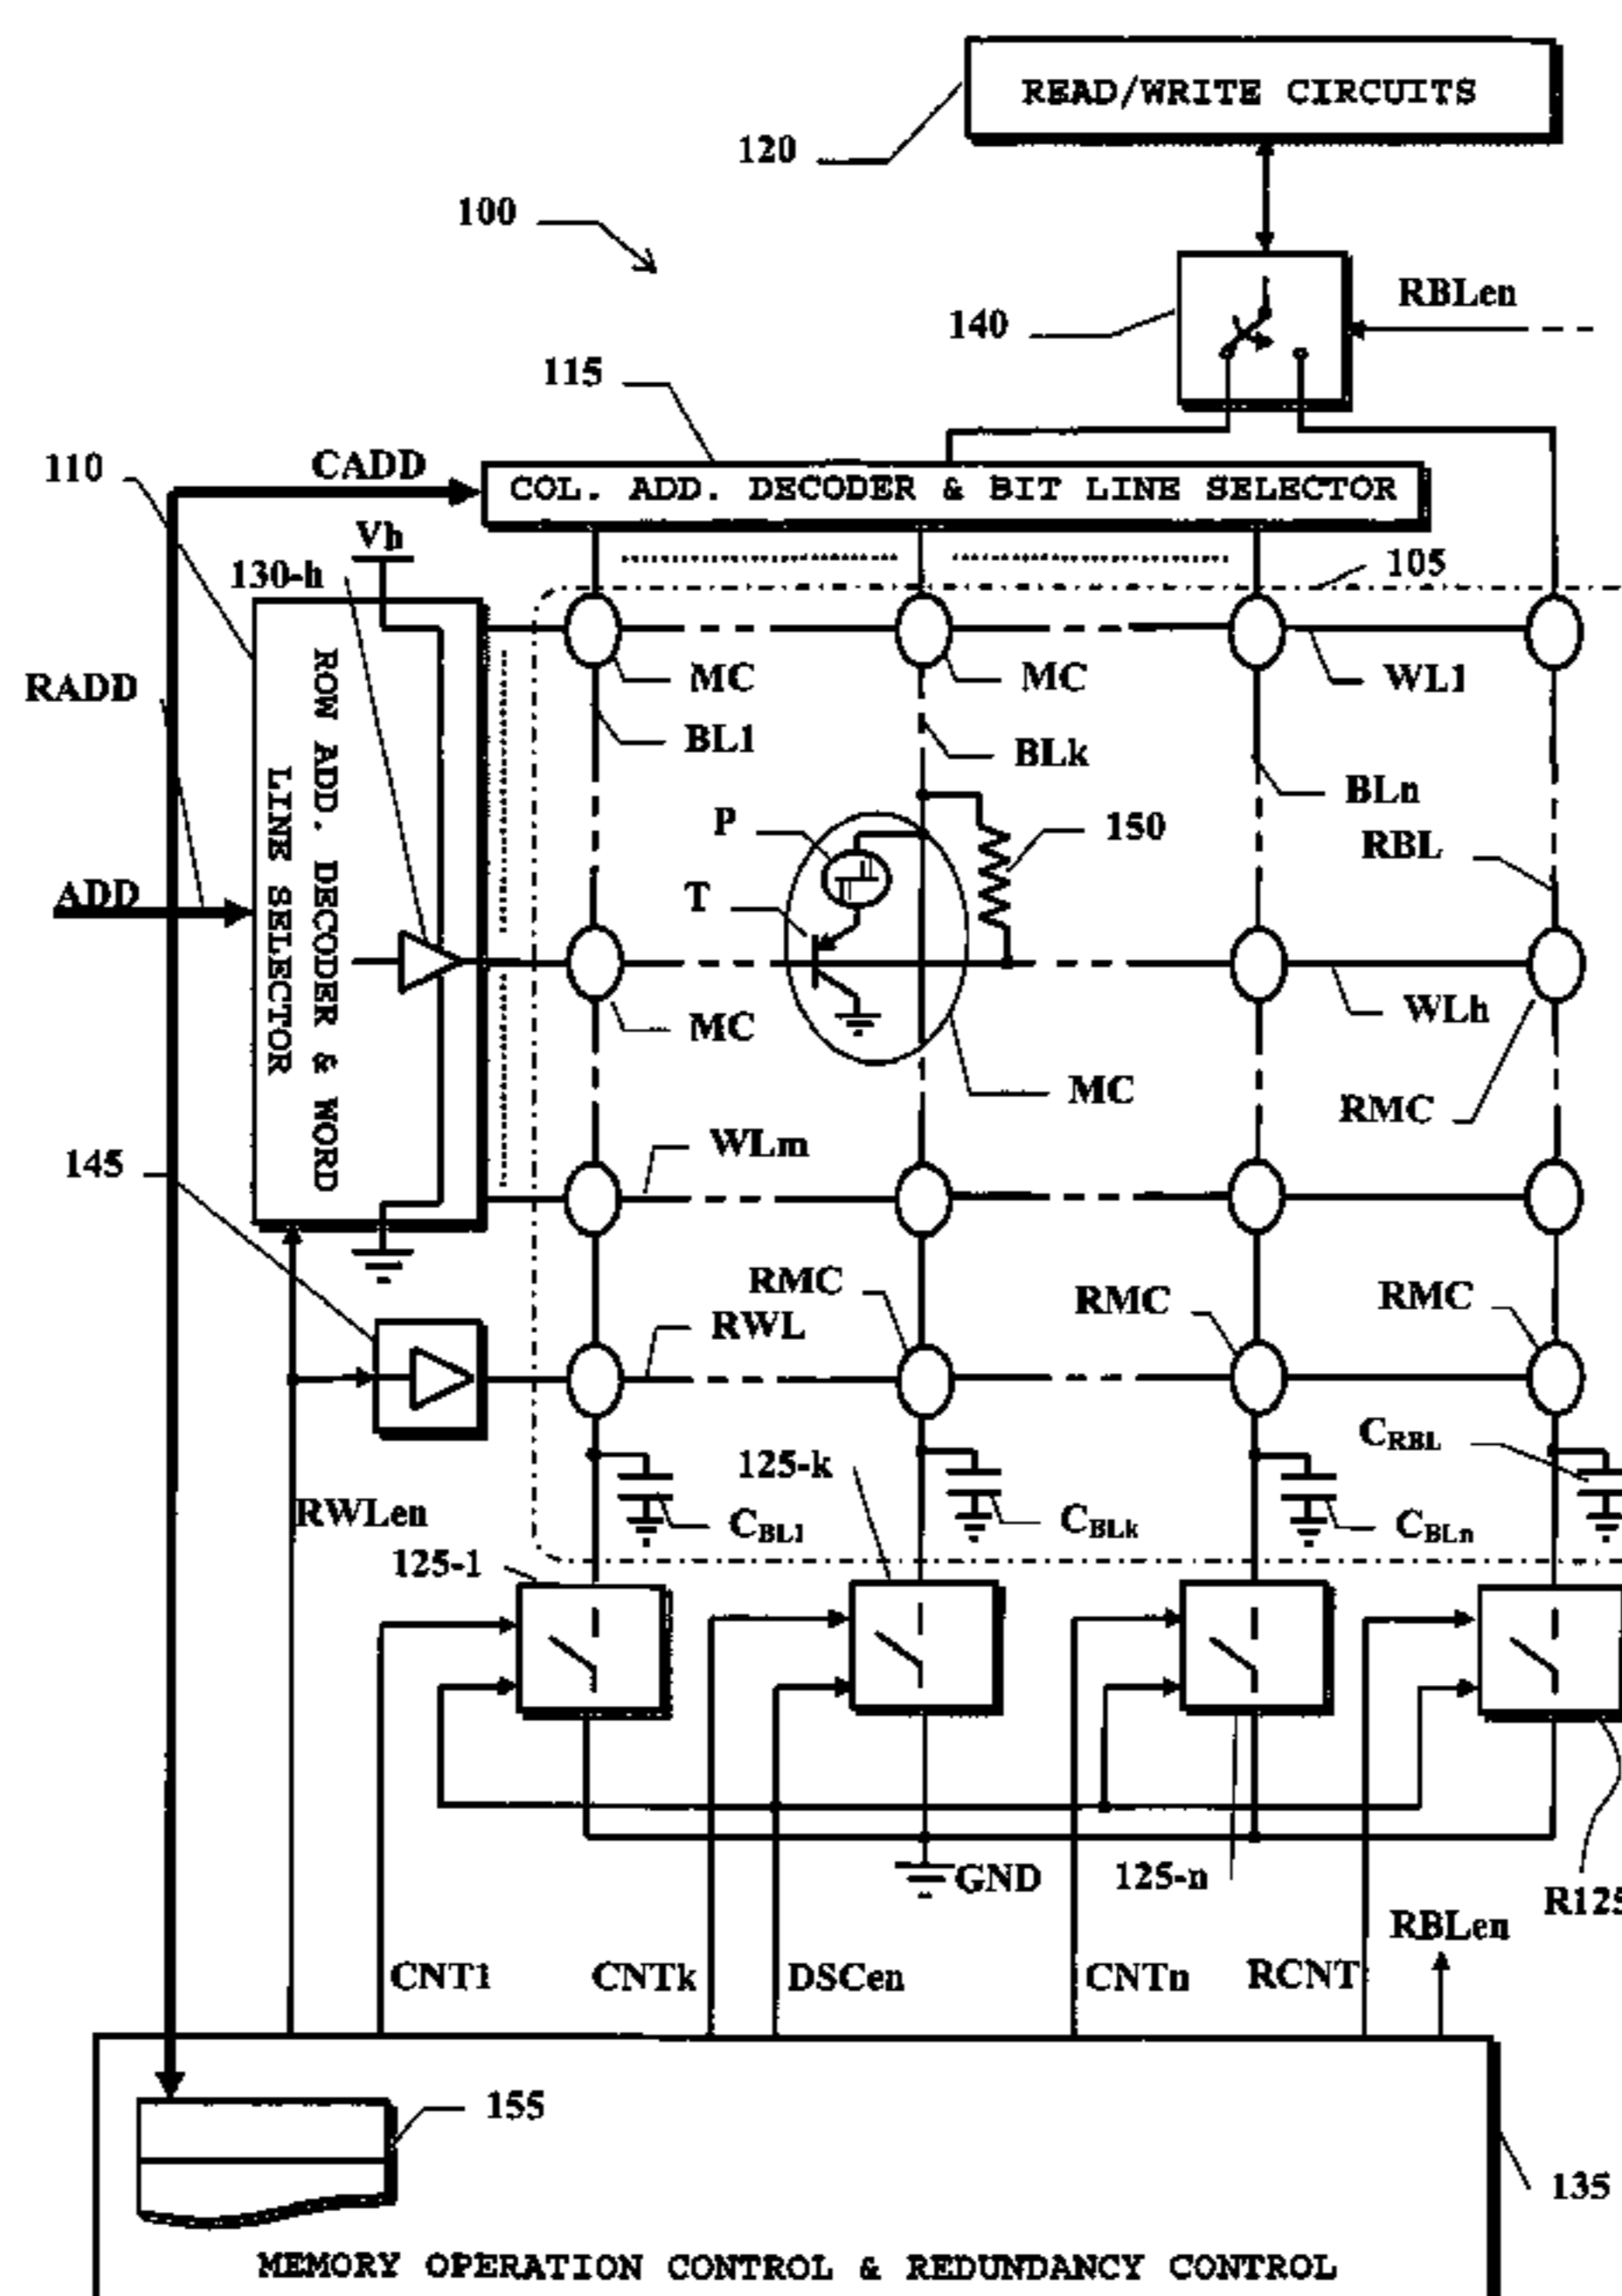 READ/WRITE CIRCUITS
120
100
RBLen
140
115
110
CADD
COL. ADD. DECODER & BIT LINE SELECTOR
Vh
130-h
105
MC
MC
WL1
RADD
BL1
BLk
BLn
ROW ADD. DECODER & WORD
LINE SELECTOR
P
150
RBL
T
ADD
WLh
MC
MC
RMC
WLm
145
RMC
RMC
RMC
RWL
CRBL
125-k
RWLen
CBL1
CBLk
CBLn
125-1
GND
125-n
R125
RBLen
CNT1
CNTk
DSCen
CNTn
RCNT
155
135
MEMORY OPERATION CONTROL & REDUNDANCY CONTROL